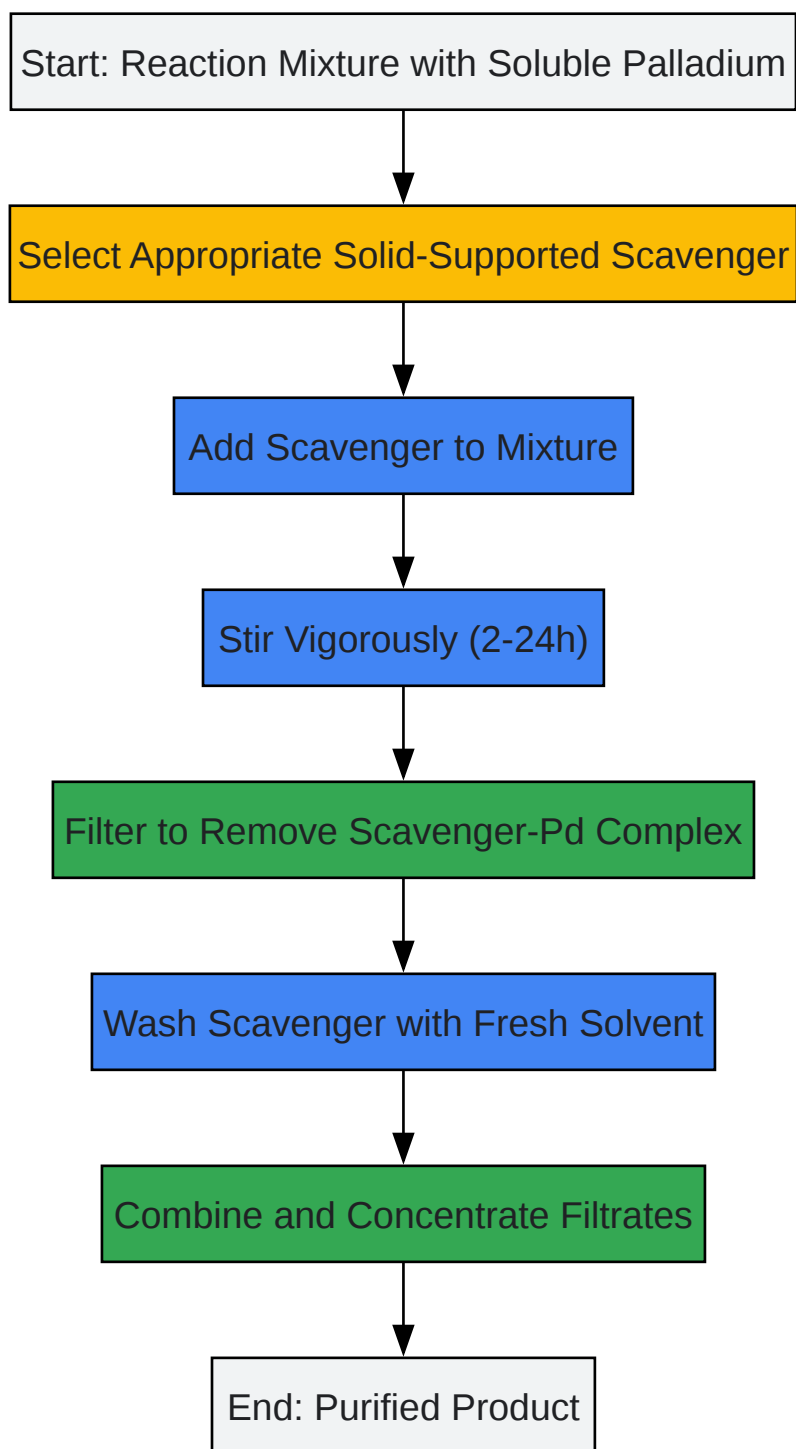 Start: Reaction Mixture with Soluble Palladium
Select Appropriate Solid-Supported Scavenger
Add Scavenger to Mixture
Stir Vigorously (2-24h)
Filter to Remove Scavenger-Pd Complex
Wash Scavenger with Fresh Solvent
Combine and Concentrate Filtrates
End: Purified Product